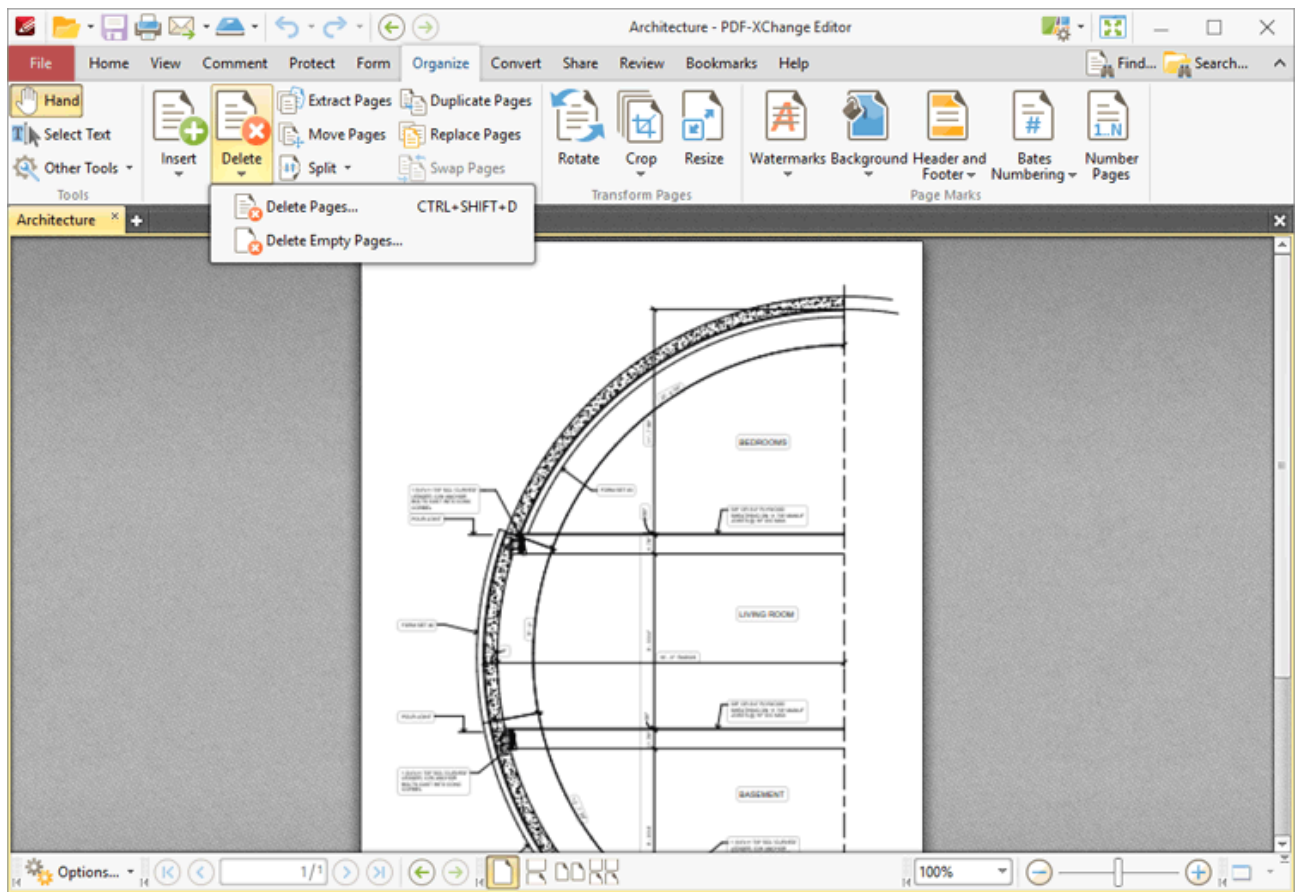 Architecture - PDF-XChange Editor
File Home View Comment Protect Form Organize Convert Share Review Bookmarks Help Find... Search...
Hand
Select Text
Other Tools
Tools
Insert
Delete
Extract Pages
Move Pages
Split
Duplicate Pages
Replace Pages
Swap Pages
Rotate
Crop
Resize
Transform Pages
Watermarks
Background
Header and
Footer
Bates
Numbering
Number
Pages
Page Marks
Delete Pages... CTRL+SHIFT+D
Delete Empty Pages...
Architecture
BEDROOMS
LIVING ROOM
BASEMENT
Options... 1/1 100%